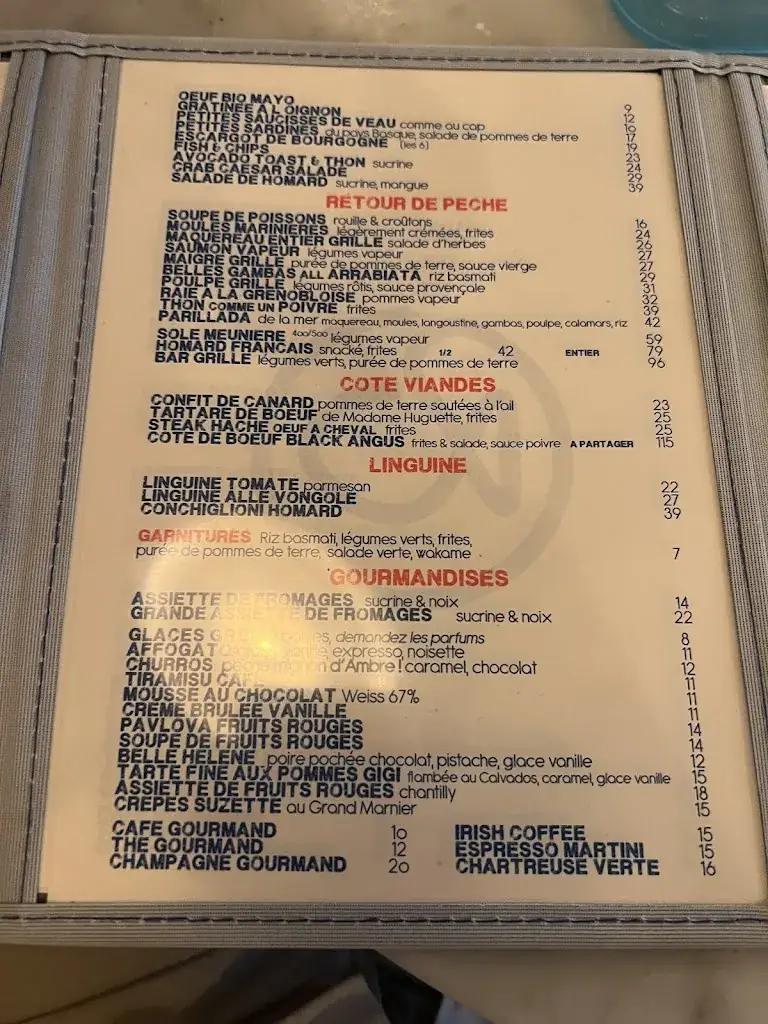 OEUF BIO MAYO 9
GRATINÉE A L OIGNON 12
PETITES SAUCISSES DE VEAU comme au cap 10
PETITES SARDINES du pays Basque, salade de pommes de terre 17
ESCARGOT DE BOURGOGNE (les 6) 19
FISH & CHIPS 23
AVOCADO TOAST & THON sucrine 24
CRAB CAESAR SALADE 29
SALADE DE HOMARD sucrine, mangue 39
RETOUR DE PECHE
SOUPE DE POISSONS rouille & croûtons 16
MOULES MARINIERES légèrement crémées, frites 24
MAQUEREAU ENTIER GRILLE salade d'herbes 26
SAUMON VAPEUR légumes vapeur 27
MAIGRE GRILLE purée de pommes de terre, sauce vierge 27
BELLES GAMBAS ALL ARRABIATA riz basmati 29
POULPE GRILLE légumes rôtis, sauce provençale 31
RAIE A LA GRENOBLOISE pommes vapeur 32
THON COMME UN POIVRE frites 39
PARILLADA de la mer maquereau, moules, langoustine, gambas, poulpe, calamars, riz 42
SOLE MEUNIERE 400/500 légumes vapeur 59
HOMARD FRANCAIS snacké, frites 1/2 42 ENTIER 79
BAR GRILLE légumes verts, purée de pommes de terre 96
COTE VIANDES
CONFIT DE CANARD pommes de terre sautées à l'ail 23
TARTARE DE BOEUF de Madame Huguette, frites 25
STEAK HACHE OEUF A CHEVAL frites 25
COTE DE BOEUF BLACK ANGUS frites & salade, sauce poivre A PARTAGER 115
LINGUINE
LINGUINE TOMATE parmesan 22
LINGUINE ALLE VONGOLE 27
CONCHIGLIONI HOMARD 39
GARNITURES Riz basmati, légumes verts, frites,
purée de pommes de terre, salade verte, wakame 7
GOURMANDISES
ASSIETTE DE FROMAGES sucrine & noix 14
GRANDE ASSIETTE DE FROMAGES sucrine & noix 22
GLACES demandez les parfums 8
AFFOGATO expresso, noisette 11
CHURROS péché mignon d'Ambre ! caramel, chocolat 12
TIRAMISU CAFE 11
MOUSSE AU CHOCOLAT Weiss 67% 11
CREME BRULEE VANILLE 11
PAVLOVA FRUITS ROUGES 14
SOUPE DE FRUITS ROUGES 14
BELLE HELENE poire pochée chocolat, pistache, glace vanille 12
TARTE FINE AUX POMMES GIGI flambée au Calvados, caramel, glace vanille 15
ASSIETTE DE FRUITS ROUGES chantilly 18
CREPES SUZETTE au Grand Marnier 15
CAFE GOURMAND 10 IRISH COFFEE 15
THE GOURMAND 12 ESPRESSO MARTINI 15
CHAMPAGNE GOURMAND 20 CHARTREUSE VERTE 16